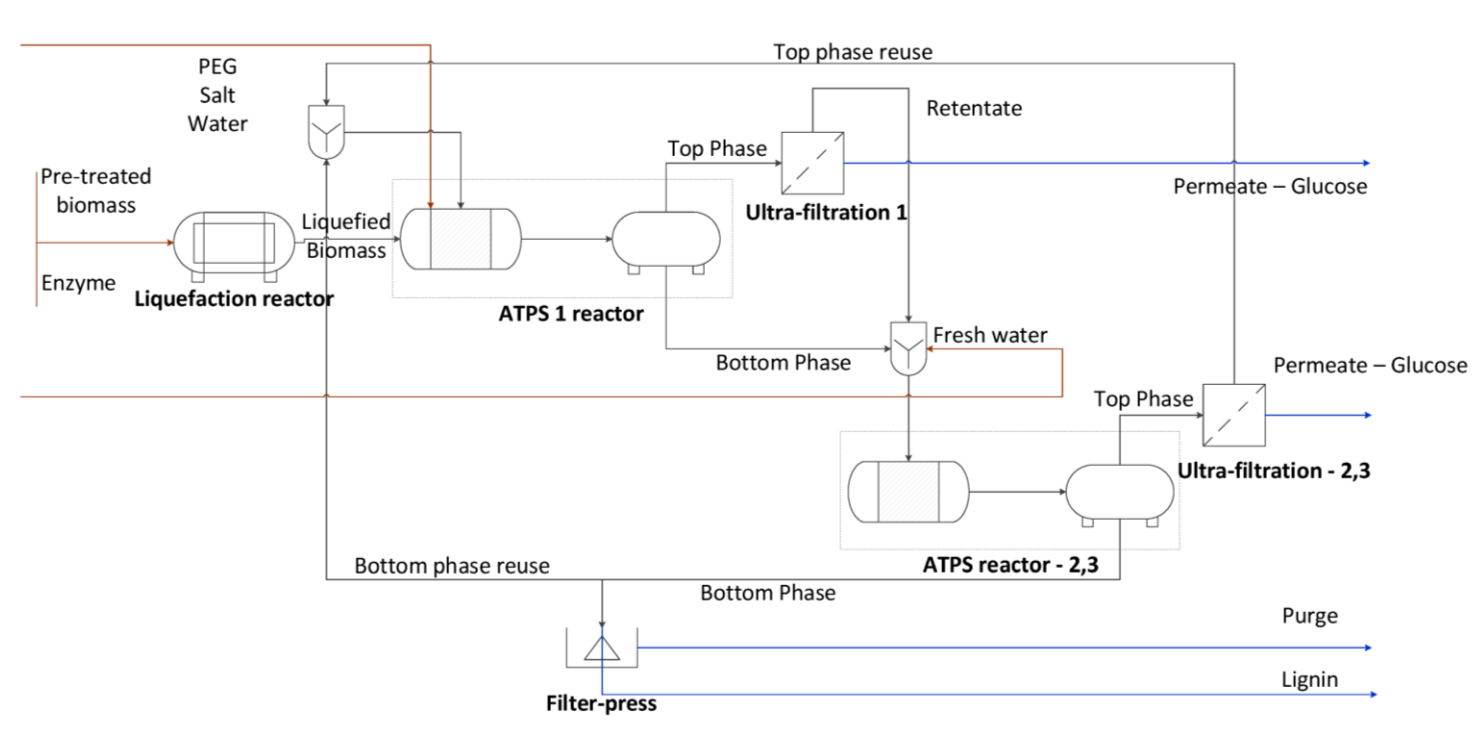 Top phase reuse
PEG
Salt
Water
Retentate
Top Phase
Pre-treated
biomass
Permeate – Glucose
Ultra-filtration 1
Liquefied
Biomass
Enzyme
Liquefaction reactor
ATPS 1 reactor
Fresh water
Bottom Phase
Permeate – Glucose
Top Phase
Ultra-filtration - 2,3
Bottom phase reuse
ATPS reactor - 2,3
Bottom Phase
Purge
Lignin
Filter-press